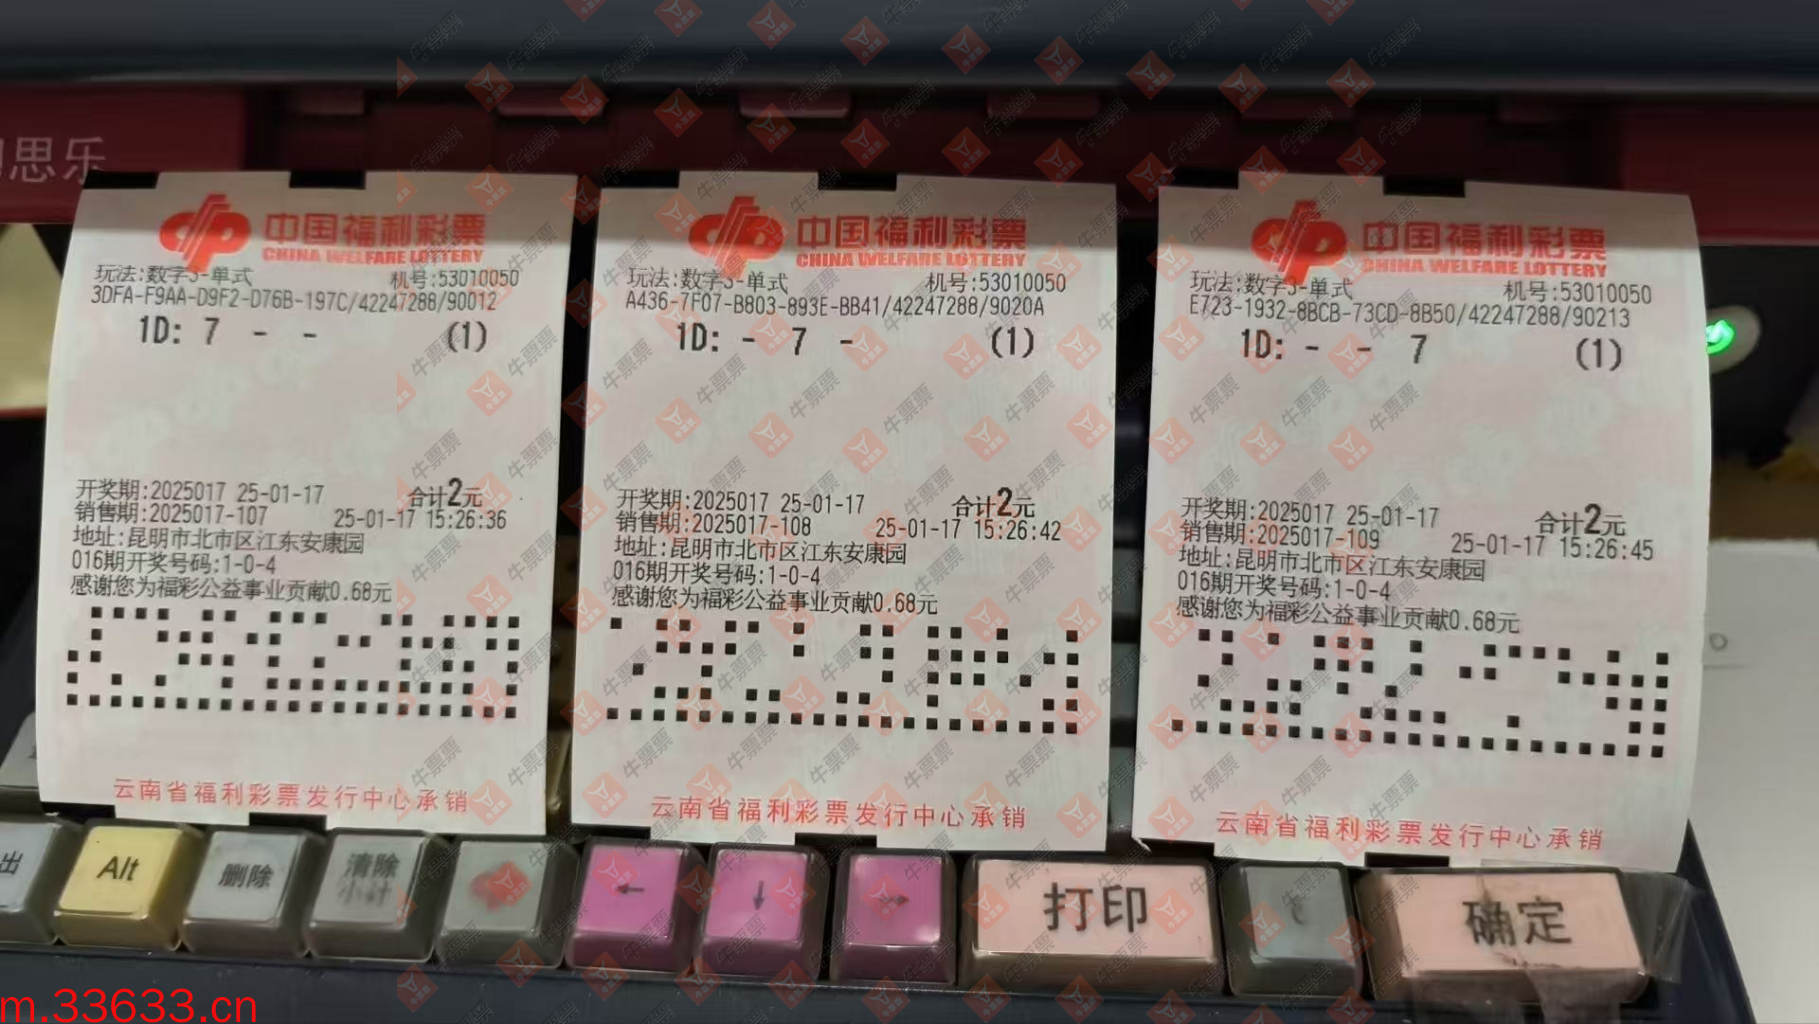 思乐
中国福利彩票
CHINA WELFARE LOTTERY
玩法:数字3-单式 机号:53010050
3DFA-F9AA-D9F2-D76B-197C/42247288/90012
1D: 7 - - (1)
开奖期:2025017 25-01-17 合计2元
销售期:2025017-107 25-01-17 15:26:36
地址:昆明市北市区江东安康园
016期开奖号码:1-0-4
感谢您为福彩公益事业贡献0.68元
云南省福利彩票发行中心承销
中国福利彩票
CHINA WELFARE LOTTERY
玩法:数字3-单式 机号:53010050
A436-7F07-B803-893E-BB41/42247288/9020A
1D: - 7 - (1)
开奖期:2025017 25-01-17 合计2元
销售期:2025017-108 25-01-17 15:26:42
地址:昆明市北市区江东安康园
016期开奖号码:1-0-4
感谢您为福彩公益事业贡献0.68元
云南省福利彩票发行中心承销
中国福利彩票
CHINA WELFARE LOTTERY
玩法:数字3-单式 机号:53010050
E723-1932-8BCB-73CD-8B50/42247288/90213
1D: - - 7 (1)
开奖期:2025017 25-01-17 合计2元
销售期:2025017-109 25-01-17 15:26:45
地址:昆明市北市区江东安康园
016期开奖号码:1-0-4
感谢您为福彩公益事业贡献0.68元
云南省福利彩票发行中心承销
出
Alt
删除
清除
小计
←
↓
→
打印
确定
牛票票
m.33633.cn